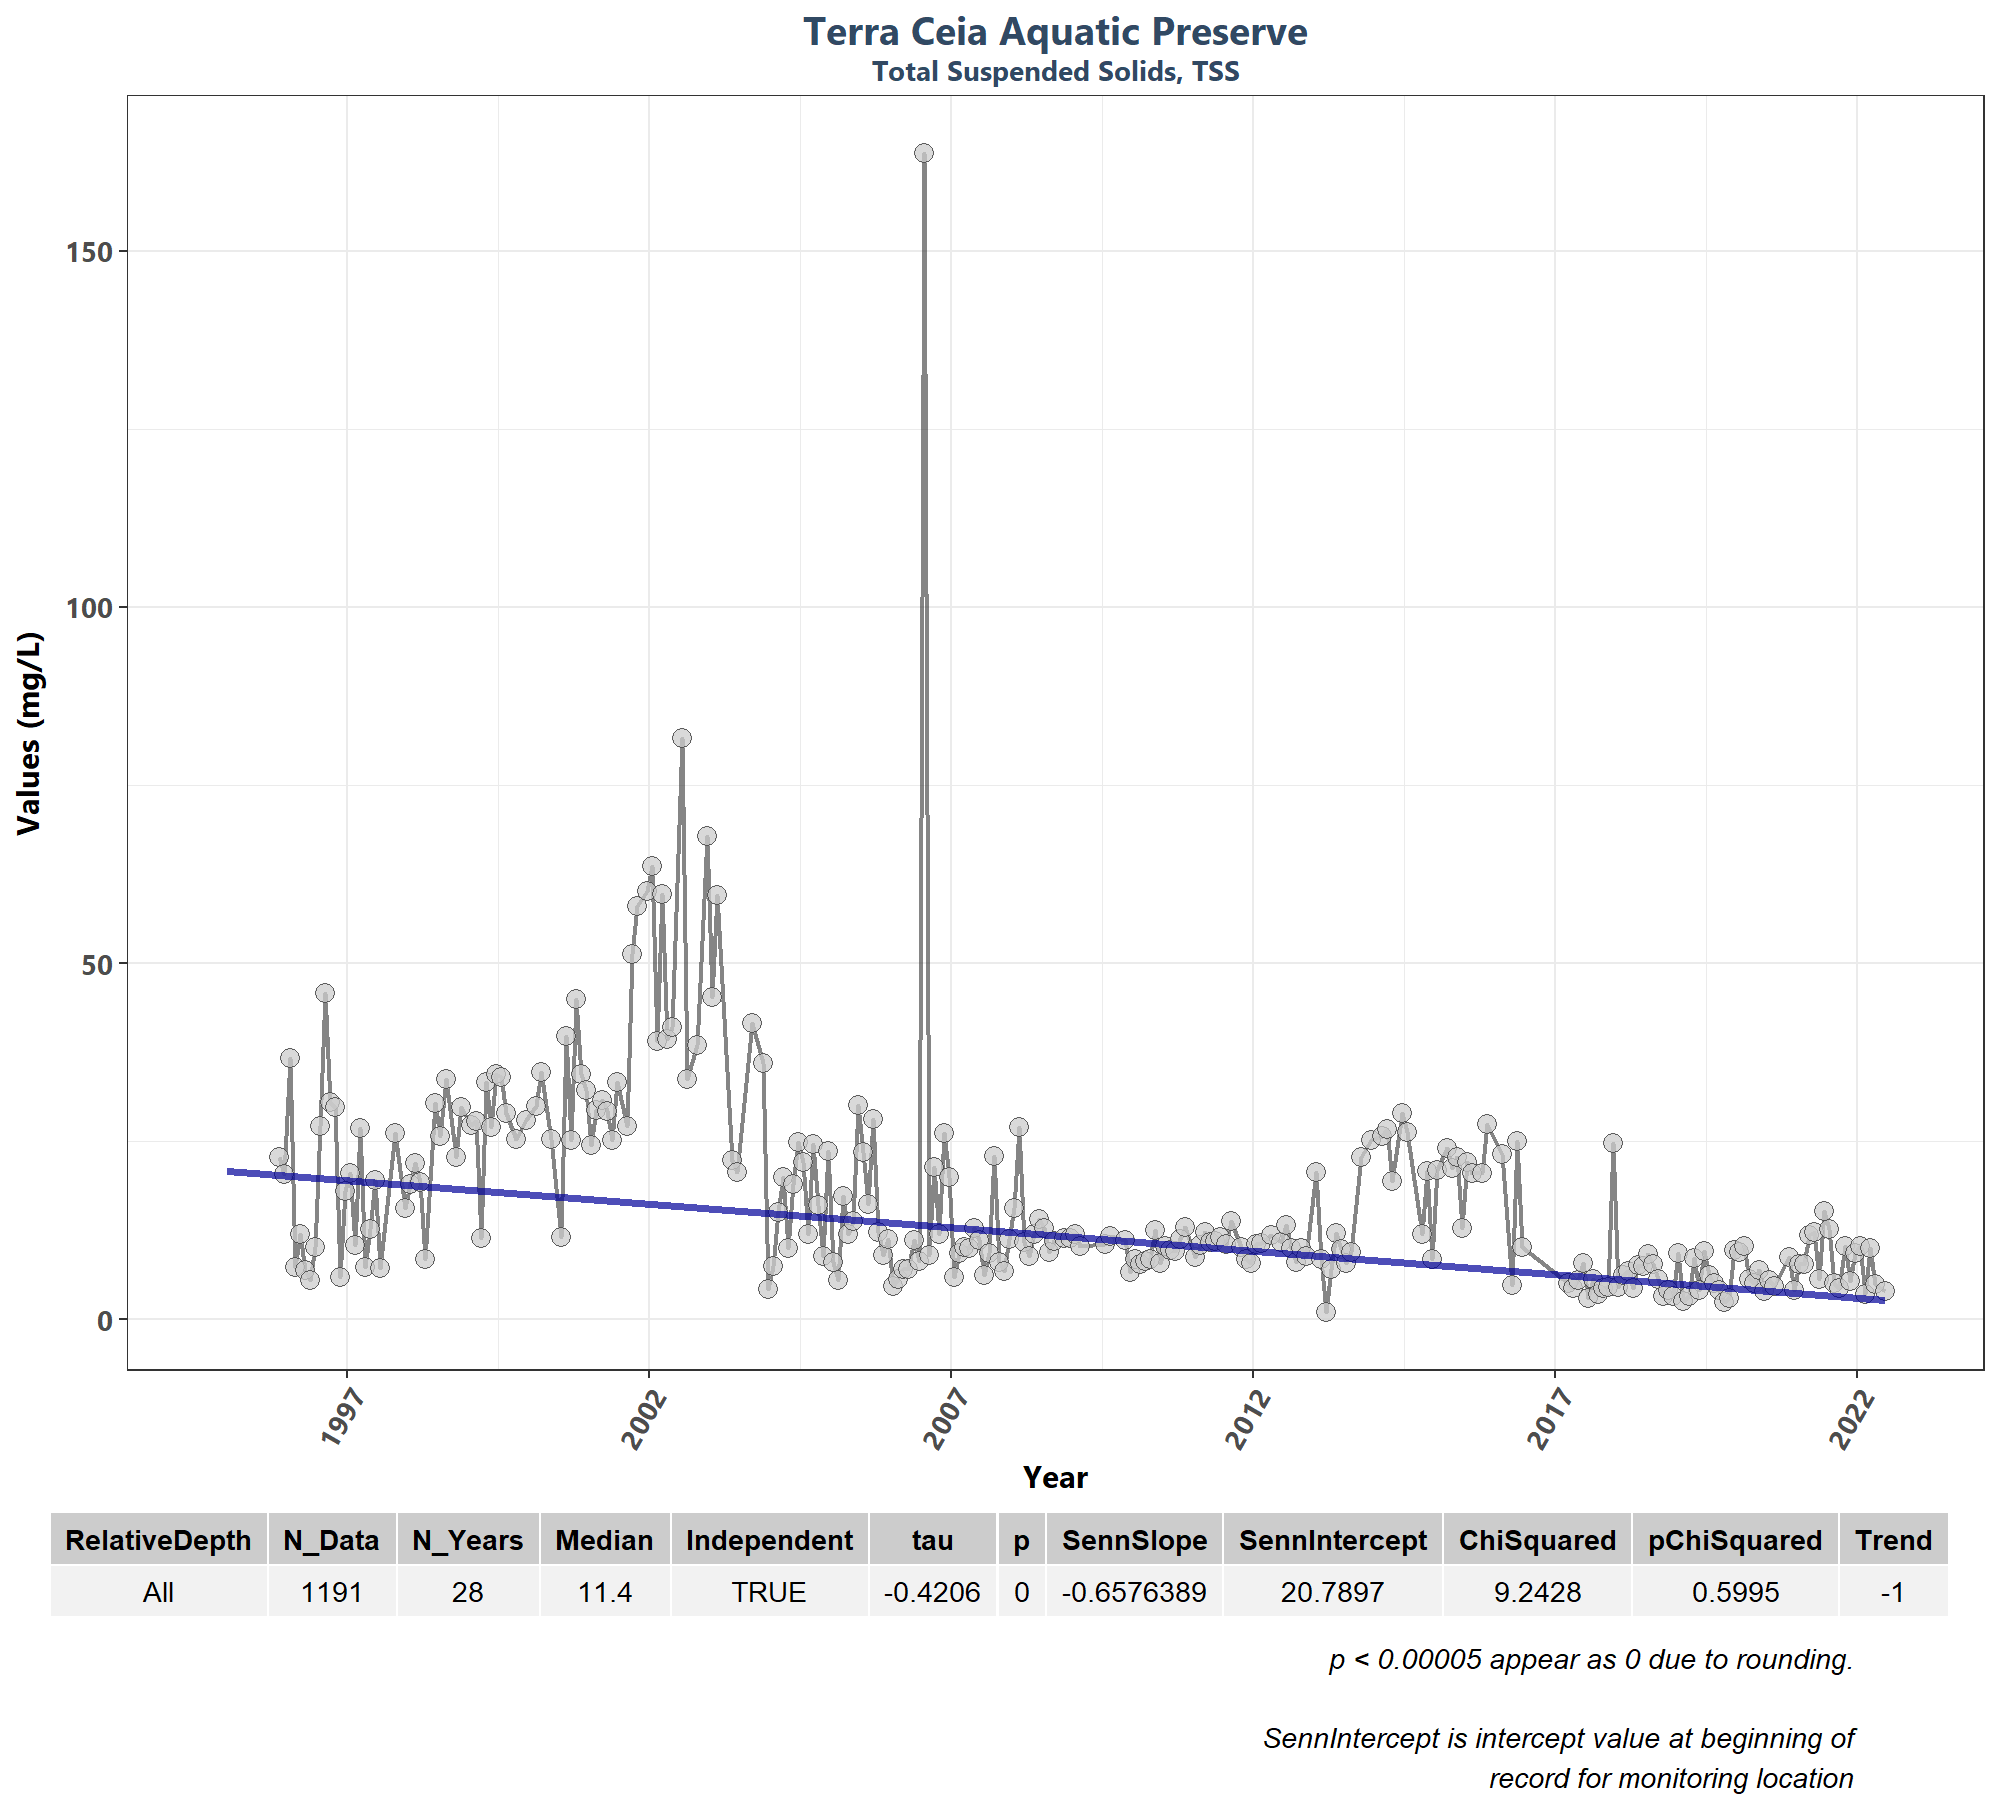 Terra Ceia Aquatic Preserve
Total Suspended Solids, TSS
Values (mg/L)
150
100
50
0
1997
2002
2007
2012
2017
2022
Year
RelativeDepth N_Data N_Years Median Independent tau p SennSlope SennIntercept ChiSquared pChiSquared Trend
All 1191 28 11.4 TRUE -0.4206 0 -0.6576389 20.7897 9.2428 0.5995 -1
p < 0.00005 appear as 0 due to rounding.
SennIntercept is intercept value at beginning of
record for monitoring location